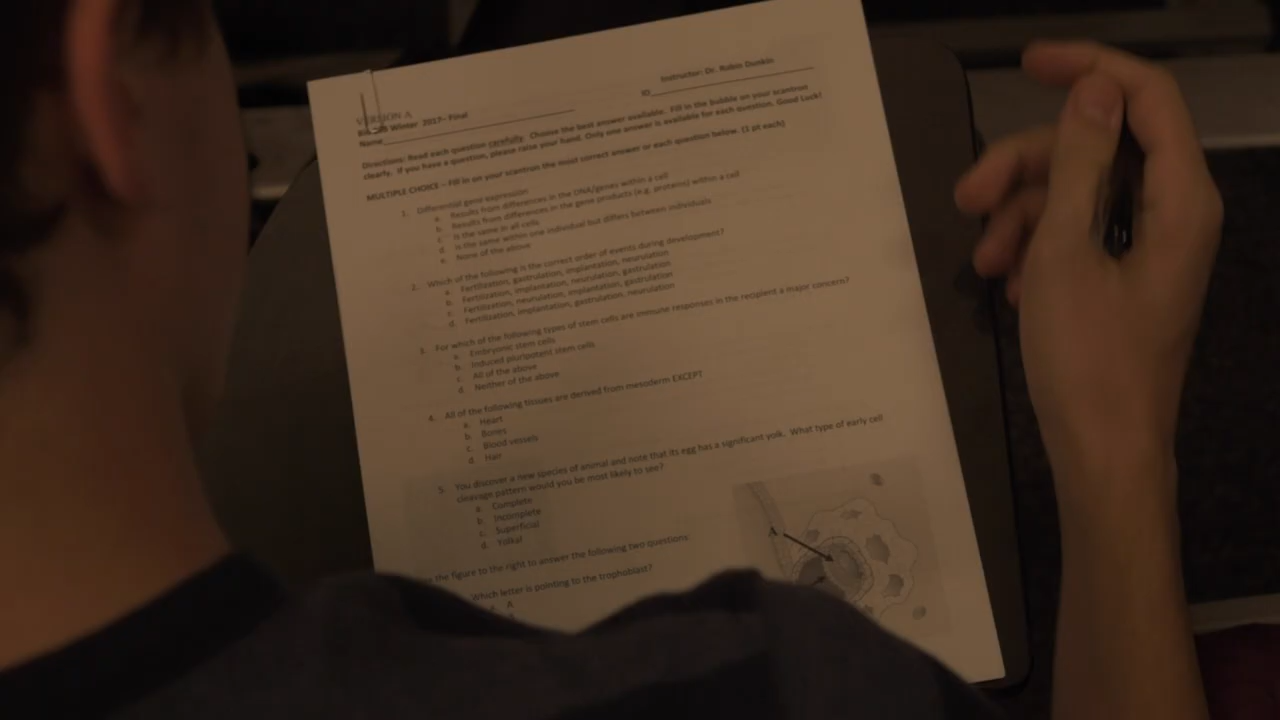 VERSION A
Winter 2017– Final
Instructor: Dr. Robin Dunkin
Name
ID
Directions: Read each question carefully. Choose the best answer available. Fill in the bubble on your scantron
clearly. If you have a question, please raise your hand. Only one answer is available for each question. Good Luck!
MULTIPLE CHOICE – Fill in on your scantron the most correct answer or each question below. (1 pt each)
1. Differential gene expression:
a. Results from differences in the DNA/genes within a cell
b. Results from differences in the gene products (e.g. proteins) within a cell
c. Is the same in all cells
d. Is the same within one individual but differs between individuals
e. None of the above
2. Which of the following is the correct order of events during development?
a. Fertilization, gastrulation, implantation, neurulation
b. Fertilization, implantation, neurulation, gastrulation
c. Fertilization, neurulation, implantation, gastrulation
d. Fertilization, implantation, gastrulation, neurulation
3. For which of the following types of stem cells are immune responses in the recipient a major concern?
a. Embryonic stem cells
b. Induced pluripotent stem cells
c. All of the above
d. Neither of the above
4. All of the following tissues are derived from mesoderm EXCEPT
a. Heart
b. Bones
c. Blood vessels
d. Hair
5. You discover a new species of animal and note that its egg has a significant yolk. What type of early cell
cleavage pattern would you be most likely to see?
a. Complete
b. Incomplete
c. Superficial
d. Yolkal
the figure to the right to answer the following two questions:
Which letter is pointing to the trophoblast?
A
A